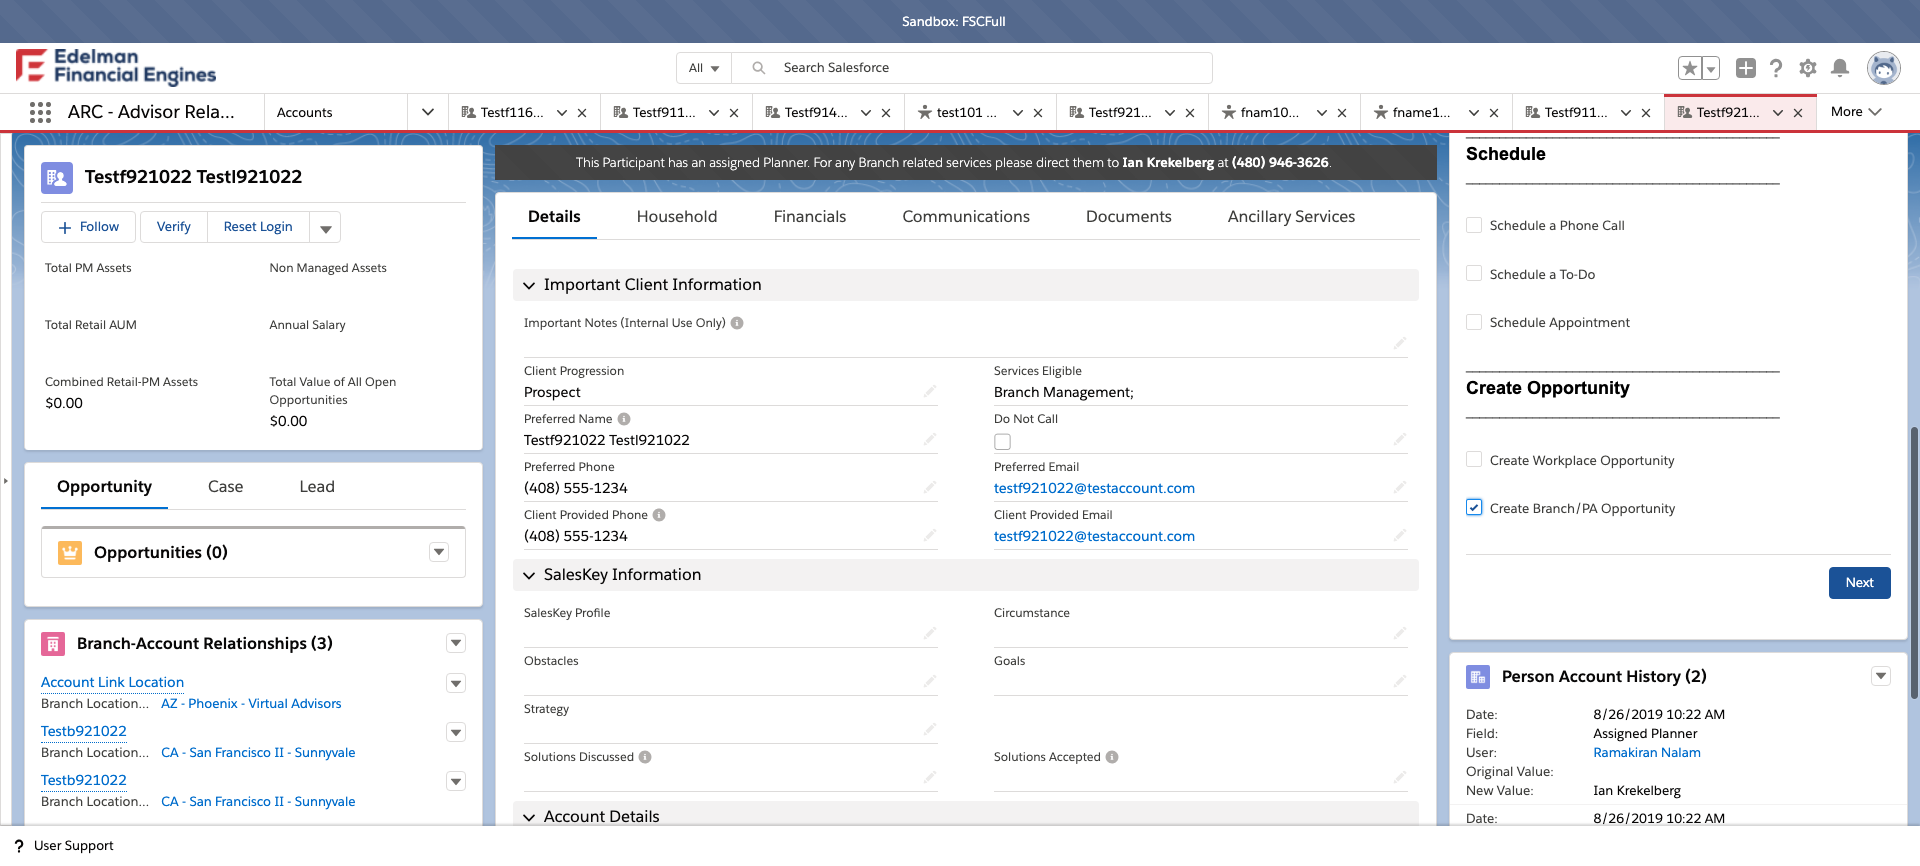 Sandbox: FSCFull
Edelman
Financial Engines
All
Search Salesforce
ARC - Advisor Rela...
Accounts
Testf116...
Testf911...
Testf914...
test101 ...
Testf921...
fnam10...
fname1...
Testf911...
Testf921...
More
Testf921022 Testl921022
Follow
Verify
Reset Login
Total PM Assets
Non Managed Assets
Total Retail AUM
Annual Salary
Combined Retail-PM Assets
$0.00
Total Value of All Open
Opportunities
$0.00
Opportunity
Case
Lead
Opportunities (0)
Branch-Account Relationships (3)
Account Link Location
Branch Location... AZ - Phoenix - Virtual Advisors
Testb921022
Branch Location... CA - San Francisco II - Sunnyvale
Testb921022
Branch Location... CA - San Francisco II - Sunnyvale
This Participant has an assigned Planner. For any Branch related services please direct them to Ian Krekelberg at (480) 946-3626.
Details
Household
Financials
Communications
Documents
Ancillary Services
Important Client Information
Important Notes (Internal Use Only)
Client Progression
Prospect
Services Eligible
Branch Management;
Preferred Name
Testf921022 Testl921022
Do Not Call
Preferred Phone
(408) 555-1234
Preferred Email
testf921022@testaccount.com
Client Provided Phone
(408) 555-1234
Client Provided Email
testf921022@testaccount.com
SalesKey Information
SalesKey Profile
Circumstance
Obstacles
Goals
Strategy
Solutions Discussed
Solutions Accepted
Account Details
Schedule
Schedule a Phone Call
Schedule a To-Do
Schedule Appointment
Create Opportunity
Create Workplace Opportunity
Create Branch/PA Opportunity
Next
Person Account History (2)
Date: 8/26/2019 10:22 AM
Field: Assigned Planner
User: Ramakiran Nalam
Original Value:
New Value: Ian Krekelberg
Date: 8/26/2019 10:22 AM
? User Support